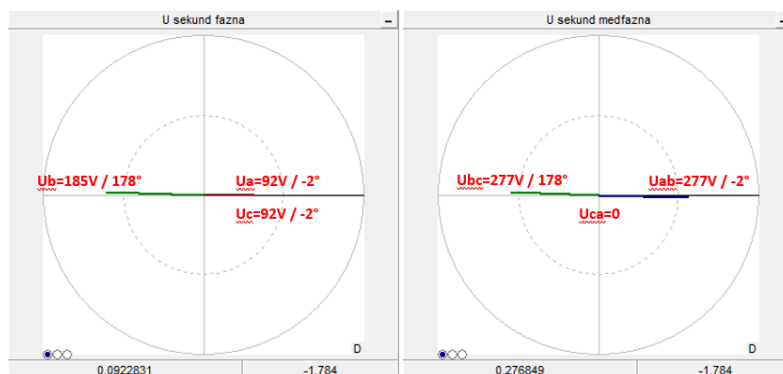 U sekund fazna
Ub=185V / 178°
Ua=92V / -2°
Uc=92V / -2°
D
0.0922831
-1.784
U sekund medfazna
Ubc=277V / 178°
Uab=277V / -2°
Uca=0
D
0.276849
-1.784